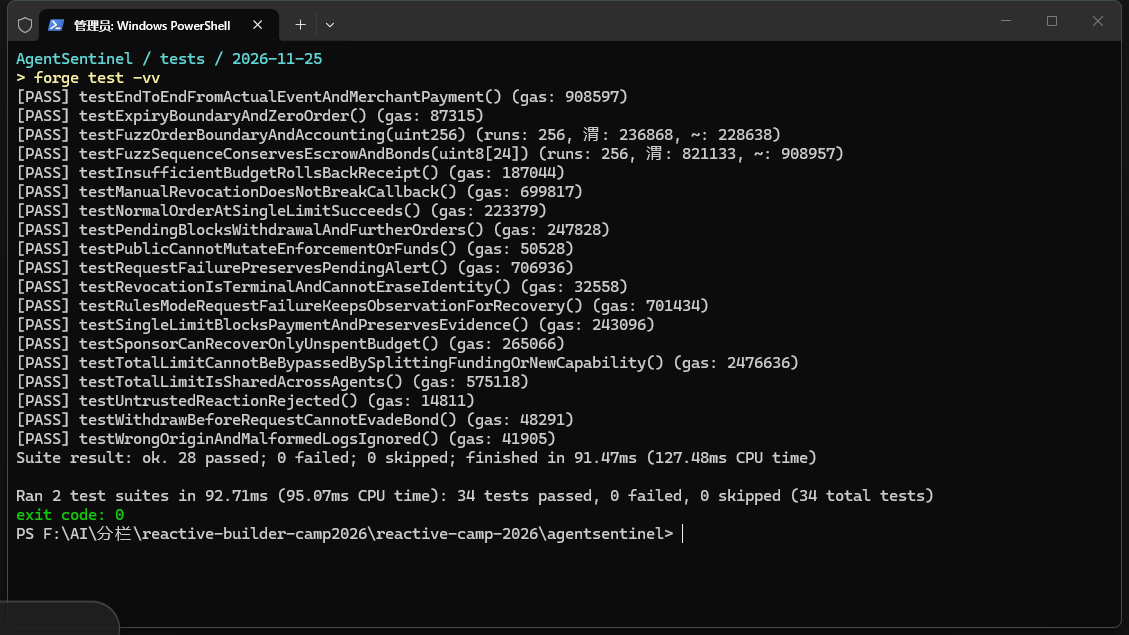 管理员: Windows PowerShell
AgentSentinel / tests / 2026-11-25
> forge test -vv
[PASS] testEndToEndFromActualEventAndMerchantPayment() (gas: 908597)
[PASS] testExpiryBoundaryAndZeroOrder() (gas: 87315)
[PASS] testFuzzOrderBoundaryAndAccounting(uint256) (runs: 256, 渭: 236868, ~: 228638)
[PASS] testFuzzSequenceConservesEscrowAndBonds(uint8[24]) (runs: 256, 渭: 821133, ~: 908957)
[PASS] testInsufficientBudgetRollsBackReceipt() (gas: 187044)
[PASS] testManualRevocationDoesNotBreakCallback() (gas: 699817)
[PASS] testNormalOrderAtSingleLimitSucceeds() (gas: 223379)
[PASS] testPendingBlocksWithdrawalAndFurtherOrders() (gas: 247828)
[PASS] testPublicCannotMutateEnforcementOrFunds() (gas: 50528)
[PASS] testRequestFailurePreservesPendingAlert() (gas: 706936)
[PASS] testRevocationIsTerminalAndCannotEraseIdentity() (gas: 32558)
[PASS] testRulesModeRequestFailureKeepsObservationForRecovery() (gas: 701434)
[PASS] testSingleLimitBlocksPaymentAndPreservesEvidence() (gas: 243096)
[PASS] testSponsorCanRecoverOnlyUnspentBudget() (gas: 265066)
[PASS] testTotalLimitCannotBeBypassedBySplittingFundingOrNewCapability() (gas: 2476636)
[PASS] testTotalLimitIsSharedAcrossAgents() (gas: 575118)
[PASS] testUntrustedReactionRejected() (gas: 14811)
[PASS] testWithdrawBeforeRequestCannotEvadeBond() (gas: 48291)
[PASS] testWrongOriginAndMalformedLogsIgnored() (gas: 41905)
Suite result: ok. 28 passed; 0 failed; 0 skipped; finished in 91.47ms (127.48ms CPU time)
Ran 2 test suites in 92.71ms (95.07ms CPU time): 34 tests passed, 0 failed, 0 skipped (34 total tests)
exit code: 0
PS F:\AI\分栏\reactive-builder-camp2026\reactive-camp-2026\agentsentinel>